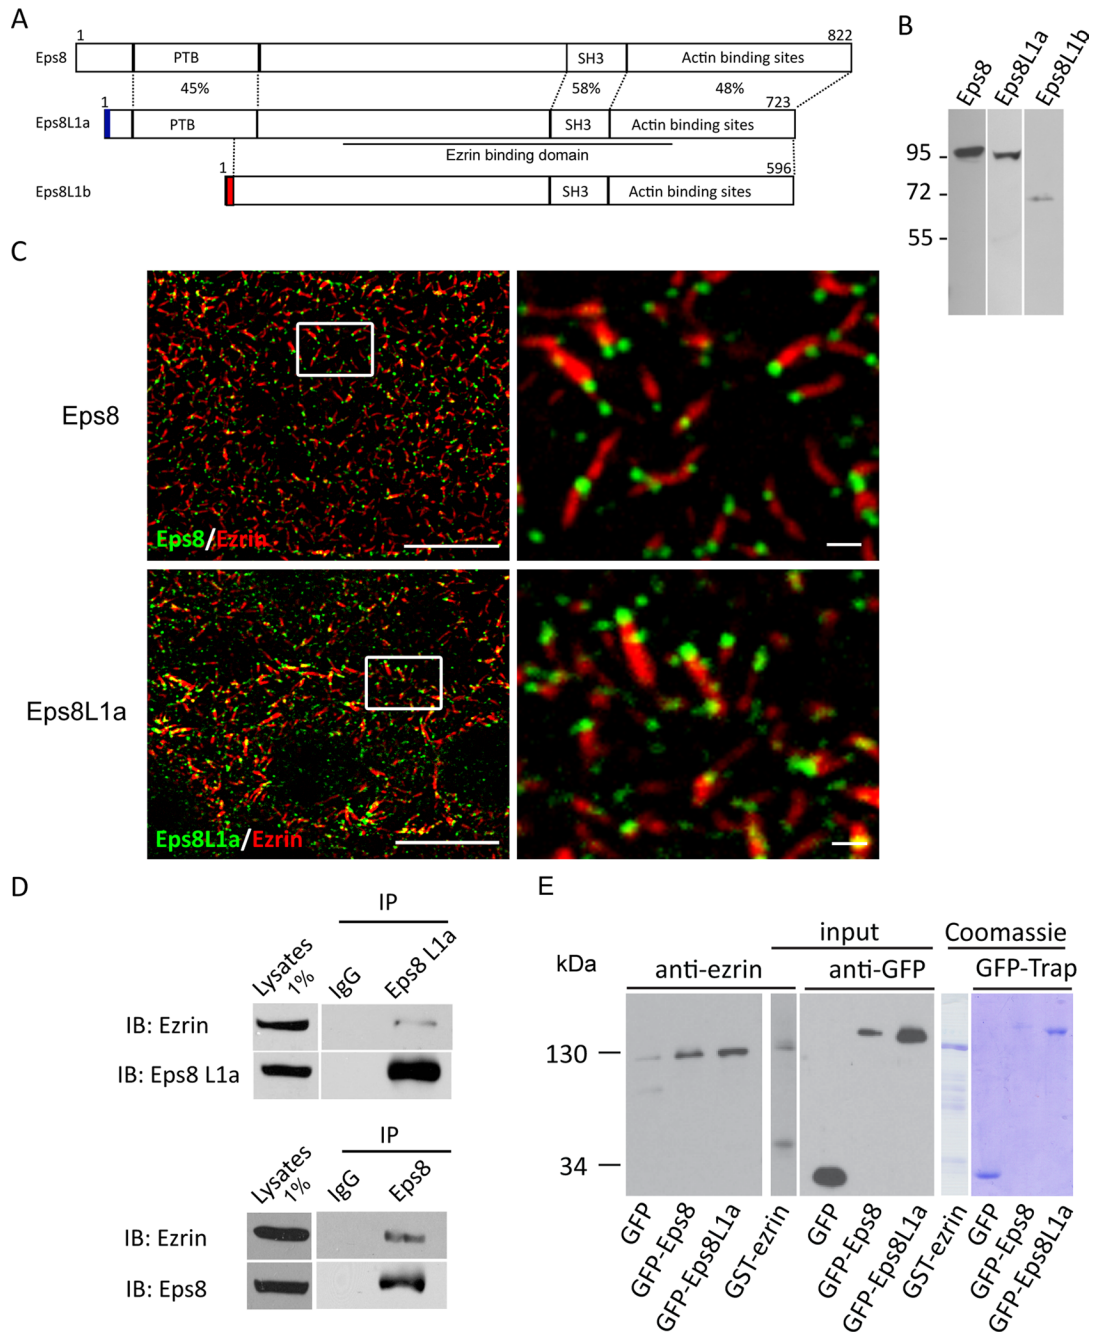 A
1
822
Eps8
PTB
SH3
Actin binding sites
45%
58%
48%
1
723
Eps8L1a
PTB
SH3
Actin binding sites
Ezrin binding domain
1
596
Eps8L1b
SH3
Actin binding sites
B
Eps8
Eps8L1a
Eps8L1b
95
72
55
C
Eps8
Eps8/Ezrin
Eps8L1a
Eps8L1a/Ezrin
D
IP
Lysates 1%
IgG
Eps8 L1a
IB: Ezrin
IB: Eps8 L1a
IP
Lysates 1%
IgG
Eps8
IB: Ezrin
IB: Eps8
E
input
Coomassie
kDa
anti-ezrin
anti-GFP
GFP-Trap
130
34
GFP
GFP-Eps8
GFP-Eps8L1a
GST-ezrin
GFP
GFP-Eps8
GFP-Eps8L1a
GST-ezrin
GFP
GFP-Eps8
GFP-Eps8L1a